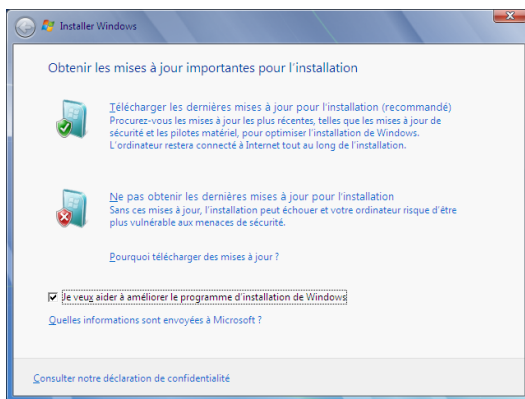 Installer Windows
Obtenir les mises à jour importantes pour l'installation
Télécharger les dernières mises à jour pour l'installation (recommandé)
Procurez-vous les mises à jour les plus récentes, telles que les mises à jour de
sécurité et les pilotes matériel, pour optimiser l'installation de Windows.
L'ordinateur restera connecté à Internet tout au long de l'installation.
Ne pas obtenir les dernières mises à jour pour l'installation
Sans ces mises à jour, l'installation peut échouer et votre ordinateur risque d'être
plus vulnérable aux menaces de sécurité.
Pourquoi télécharger des mises à jour ?
Je veux aider à améliorer le programme d'installation de Windows
Quelles informations sont envoyées à Microsoft ?
Consulter notre déclaration de confidentialité